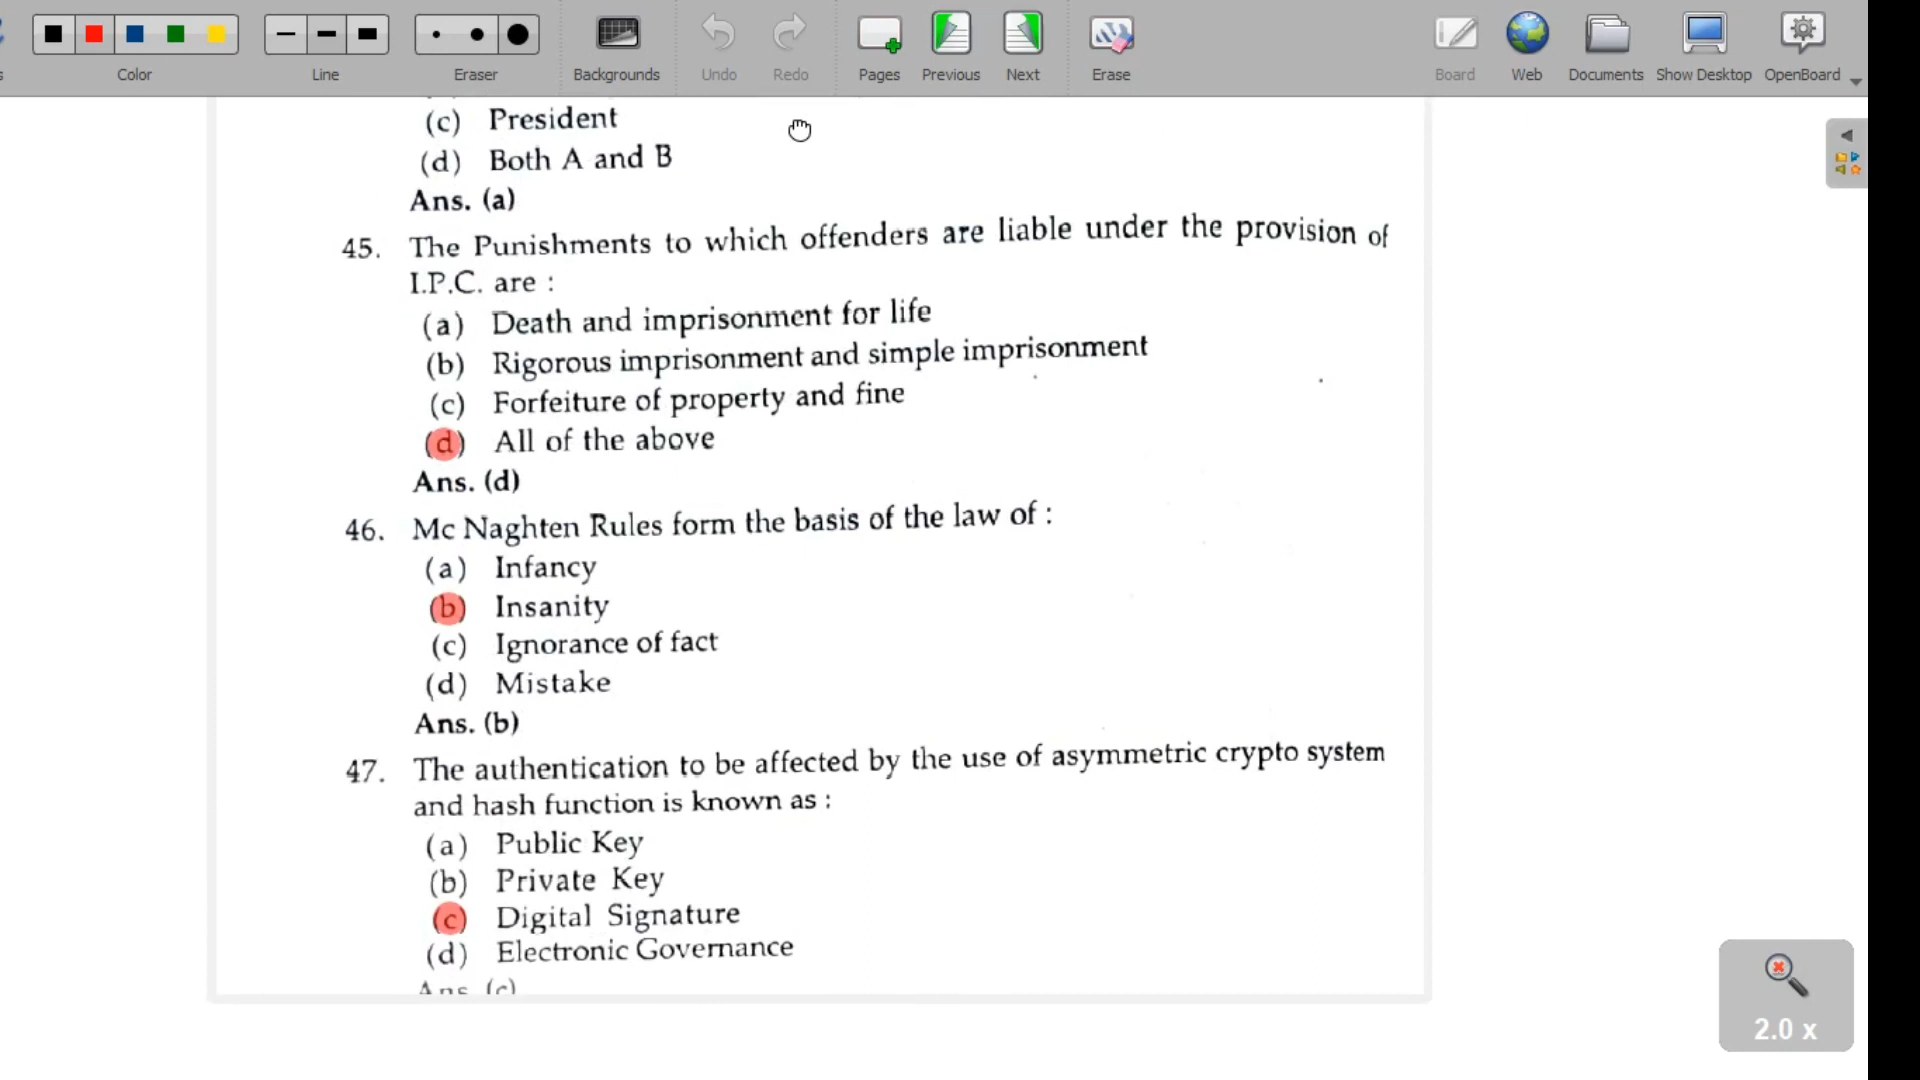 Color
Line
Eraser
Backgrounds
Undo
Redo
Pages
Previous
Next
Erase
Board
Web
Documents
Show Desktop
OpenBoard
(c) President
(d) Both A and B
Ans. (a)
45. The Punishments to which offenders are liable under the provision of
I.P.C. are :
(a) Death and imprisonment for life
(b) Rigorous imprisonment and simple imprisonment
(c) Forfeiture of property and fine
(d) All of the above
Ans. (d)
46. Mc Naghten Rules form the basis of the law of :
(a) Infancy
(b) Insanity
(c) Ignorance of fact
(d) Mistake
Ans. (b)
47. The authentication to be affected by the use of asymmetric crypto system
and hash function is known as :
(a) Public Key
(b) Private Key
(c) Digital Signature
(d) Electronic Governance
Ans (c)
2.0 x